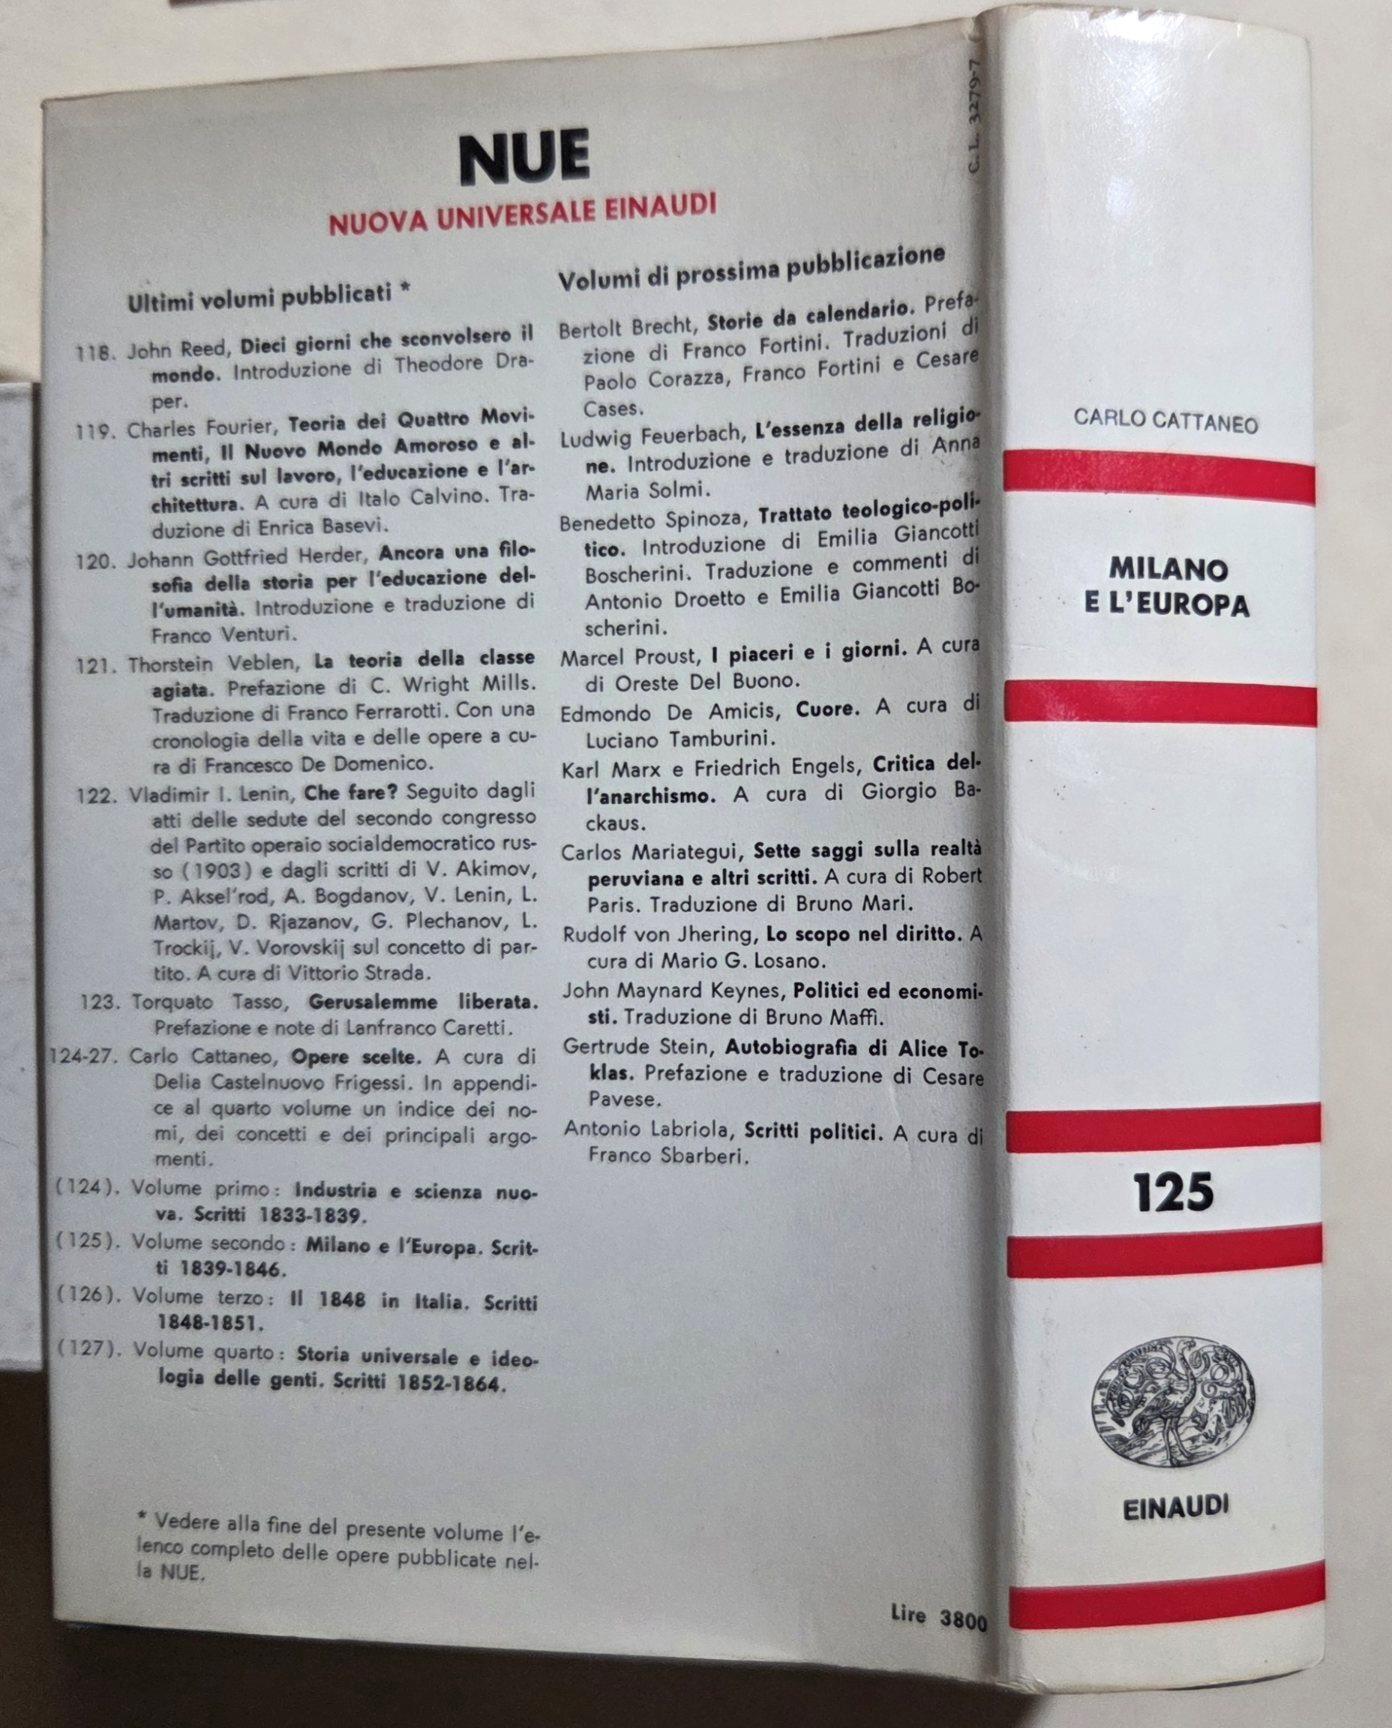 NUE
NUOVA UNIVERSALE EINAUDI
Ultimi volumi pubblicati *
118. John Reed, Dieci giorni che sconvolsero il
mondo. Introduzione di Theodore Dra-
per.
119. Charles Fourier, Teoria dei Quattro Movi-
menti, Il Nuovo Mondo Amoroso e al-
tri scritti sul lavoro, l'educazione e l'ar-
chitettura. A cura di Italo Calvino. Tra-
duzione di Enrica Basevi.
120. Johann Gottfried Herder, Ancora una filo-
sofia della storia per l'educazione del-
l'umanità. Introduzione e traduzione di
Franco Venturi.
121. Thorstein Veblen, La teoria della classe
agiata. Prefazione di C. Wright Mills.
Traduzione di Franco Ferrarotti. Con una
cronologia della vita e delle opere a cu-
ra di Francesco De Domenico.
122. Vladimir I. Lenin, Che fare? Seguito dagli
atti delle sedute del secondo congresso
del Partito operaio socialdemocratico rus-
so (1903) e dagli scritti di V. Akimov,
P. Aksel'rod, A. Bogdanov, V. Lenin, L.
Martov, D. Rjazanov, G. Plechanov, L.
Trockij, V. Vorovskij sul concetto di par-
tito. A cura di Vittorio Strada.
123. Torquato Tasso, Gerusalemme liberata.
Prefazione e note di Lanfranco Caretti.
124-27. Carlo Cattaneo, Opere scelte. A cura di
Delia Castelnuovo Frigessi. In appendi-
ce al quarto volume un indice dei no-
mi, dei concetti e dei principali argo-
menti.
(124). Volume primo: Industria e scienza nuo-
va. Scritti 1833-1839.
(125). Volume secondo: Milano e l'Europa. Scrit-
ti 1839-1846.
(126). Volume terzo: Il 1848 in Italia. Scritti
1848-1851.
(127). Volume quarto: Storia universale e ideo-
logia delle genti. Scritti 1852-1864.
* Vedere alla fine del presente volume l'e-
lenco completo delle opere pubblicate nel-
la NUE.
Volumi di prossima pubblicazione
Bertolt Brecht, Storie da calendario. Prefa-
zione di Franco Fortini. Traduzioni di
Paolo Corazza, Franco Fortini e Cesare
Cases.
Ludwig Feuerbach, L'essenza della religio-
ne. Introduzione e traduzione di Anna
Maria Solmi.
Benedetto Spinoza, Trattato teologico-poli-
tico. Introduzione di Emilia Giancotti
Boscherini. Traduzione e commenti di
Antonio Droetto e Emilia Giancotti Bo-
scherini.
Marcel Proust, I piaceri e i giorni. A cura
di Oreste Del Buono.
Edmondo De Amicis, Cuore. A cura di
Luciano Tamburini.
Karl Marx e Friedrich Engels, Critica del-
l'anarchismo. A cura di Giorgio Ba-
ckaus.
Carlos Mariategui, Sette saggi sulla realtà
peruviana e altri scritti. A cura di Robert
Paris. Traduzione di Bruno Mari.
Rudolf von Jhering, Lo scopo nel diritto. A
cura di Mario G. Losano.
John Maynard Keynes, Politici ed economi-
sti. Traduzione di Bruno Maffi.
Gertrude Stein, Autobiografia di Alice To-
klas. Prefazione e traduzione di Cesare
Pavese.
Antonio Labriola, Scritti politici. A cura di
Franco Sbarberi.
Lire 3800
C. L. 3279-7
CARLO CATTANEO
MILANO
E L'EUROPA
125
EINAUDI